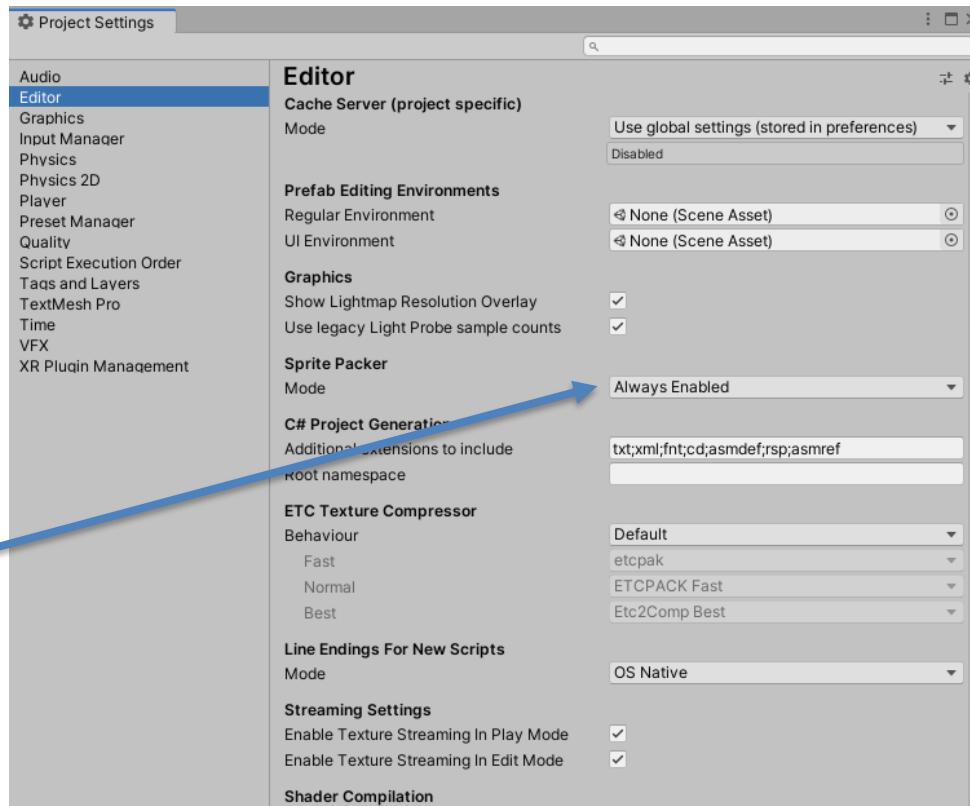 Project Settings
Audio
Editor
Graphics
Input Manager
Physics
Physics 2D
Player
Preset Manager
Quality
Script Execution Order
Tags and Layers
TextMesh Pro
Time
VFX
XR Plugin Management
Editor
Cache Server (project specific)
Mode Use global settings (stored in preferences)
Disabled
Prefab Editing Environments
Regular Environment None (Scene Asset)
UI Environment None (Scene Asset)
Graphics
Show Lightmap Resolution Overlay
Use legacy Light Probe sample counts
Sprite Packer
Mode Always Enabled
C# Project Generation
Additional extensions to include txt;xml;fnt;cd;asmdef;rsp;asmref
Root namespace
ETC Texture Compressor
Behaviour Default
Fast etcpak
Normal ETCPACK Fast
Best Etc2Comp Best
Line Endings For New Scripts
Mode OS Native
Streaming Settings
Enable Texture Streaming In Play Mode
Enable Texture Streaming In Edit Mode
Shader Compilation